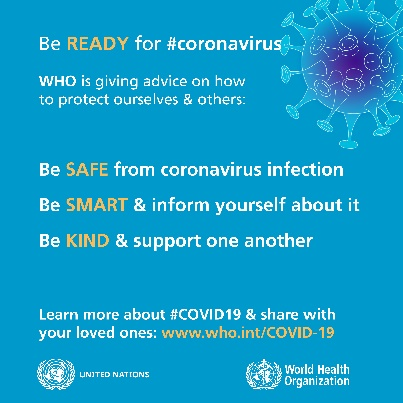 Be READY for #coronavirus
WHO is giving advice on how
to protect ourselves & others:
Be SAFE from coronavirus infection
Be SMART & inform yourself about it
Be KIND & support one another
Learn more about #COVID19 & share with
your loved ones: www.who.int/COVID-19
UNITED NATIONS
World Health
Organization